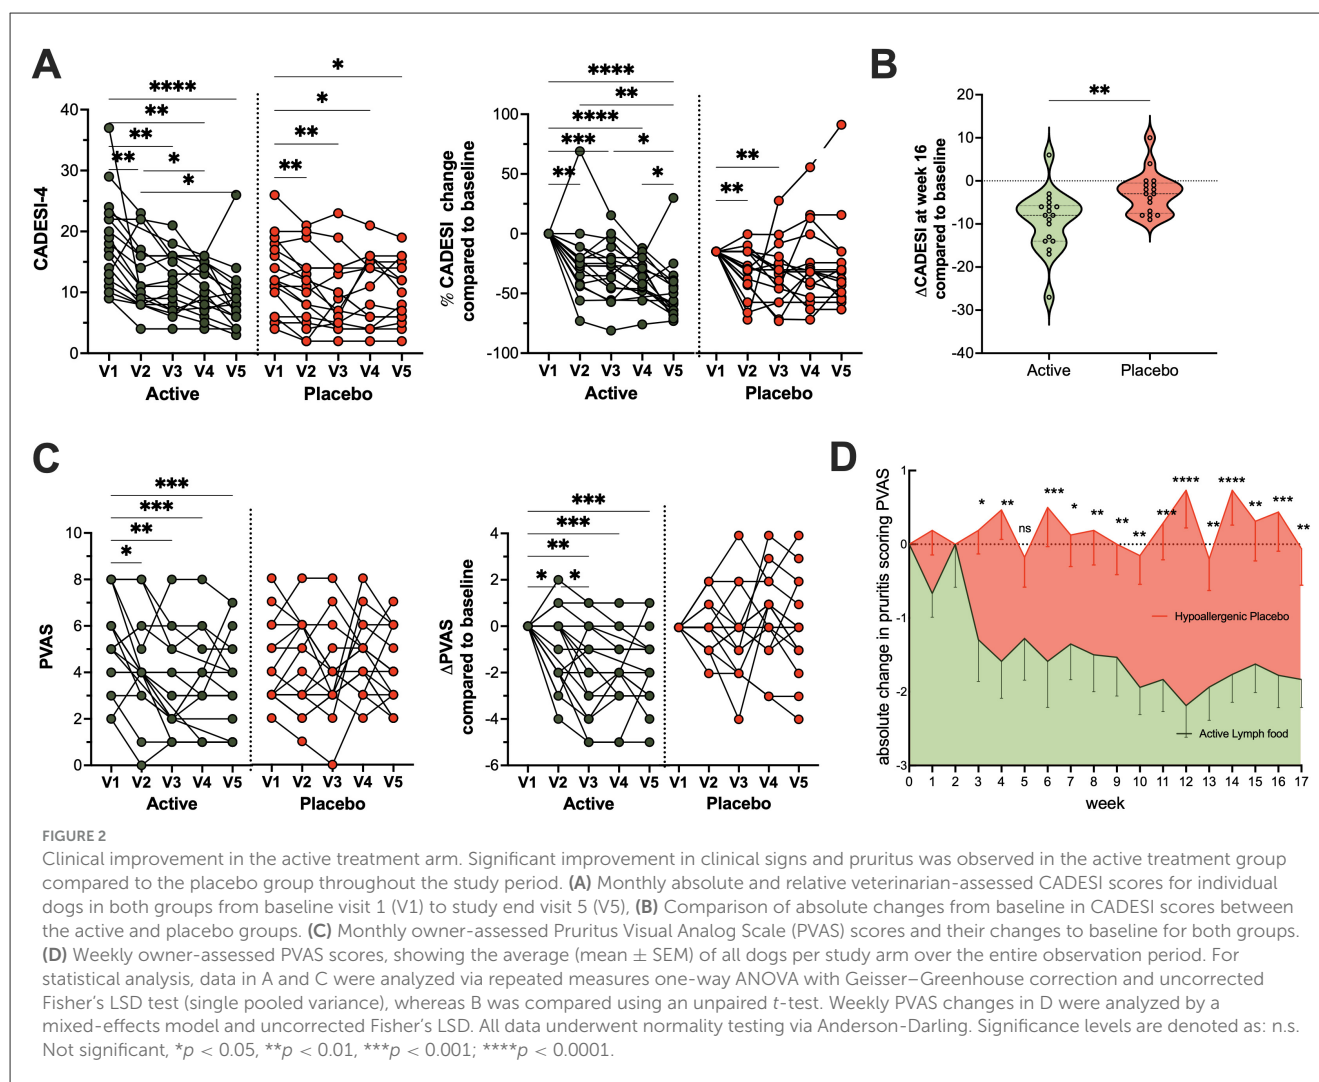 A
B
****
**
**
**
*
*
*
*
**
**
CADESI-4
40
30
20
10
0
V1 V2 V3 V4 V5 V1 V2 V3 V4 V5
Active Placebo
****
**
****
***
*
**
*
**
**
% CADESI change
compared to baseline
100
50
0
-50
-100
V1 V2 V3 V4 V5 V1 V2 V3 V4 V5
Active Placebo
**
ΔCADESI at week 16
compared to baseline
20
10
0
-10
-20
-30
-40
Active Placebo
C
D
***
***
**
*
PVAS
10
8
6
4
2
0
V1 V2 V3 V4 V5 V1 V2 V3 V4 V5
Active Placebo
***
***
**
* *
ΔPVAS
compared to baseline
4
2
0
-2
-4
-6
V1 V2 V3 V4 V5 V1 V2 V3 V4 V5
Active Placebo
absolute change in pruritis scoring PVAS
1
0
-1
-2
-3
* ** ns *** * ** ** ** *** **** ** **** ** *** **
Hypoallergenic Placebo
Active Lymph food
0 1 2 3 4 5 6 7 8 9 10 11 12 13 14 15 16 17
week
FIGURE 2
Clinical improvement in the active treatment arm. Significant improvement in clinical signs and pruritus was observed in the active treatment group
compared to the placebo group throughout the study period. (A) Monthly absolute and relative veterinarian-assessed CADESI scores for individual
dogs in both groups from baseline visit 1 (V1) to study end visit 5 (V5), (B) Comparison of absolute changes from baseline in CADESI scores between
the active and placebo groups. (C) Monthly owner-assessed Pruritus Visual Analog Scale (PVAS) scores and their changes to baseline for both groups.
(D) Weekly owner-assessed PVAS scores, showing the average (mean ± SEM) of all dogs per study arm over the entire observation period. For
statistical analysis, data in A and C were analyzed via repeated measures one-way ANOVA with Geisser–Greenhouse correction and uncorrected
Fisher's LSD test (single pooled variance), whereas B was compared using an unpaired t-test. Weekly PVAS changes in D were analyzed by a
mixed-effects model and uncorrected Fisher's LSD. All data underwent normality testing via Anderson-Darling. Significance levels are denoted as: n.s.
Not significant, *p < 0.05, **p < 0.01, ***p < 0.001; ****p < 0.0001.